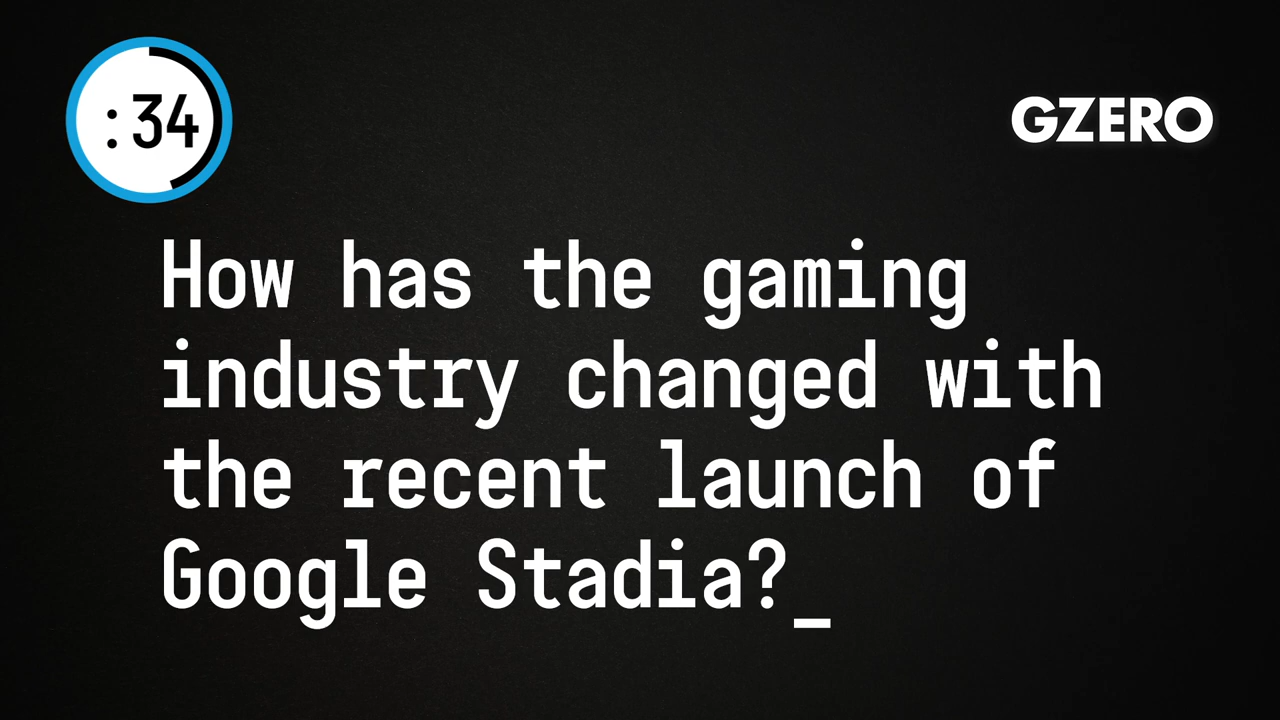 :34
GZERO
How has the gaming
industry changed with
the recent launch of
Google Stadia?_